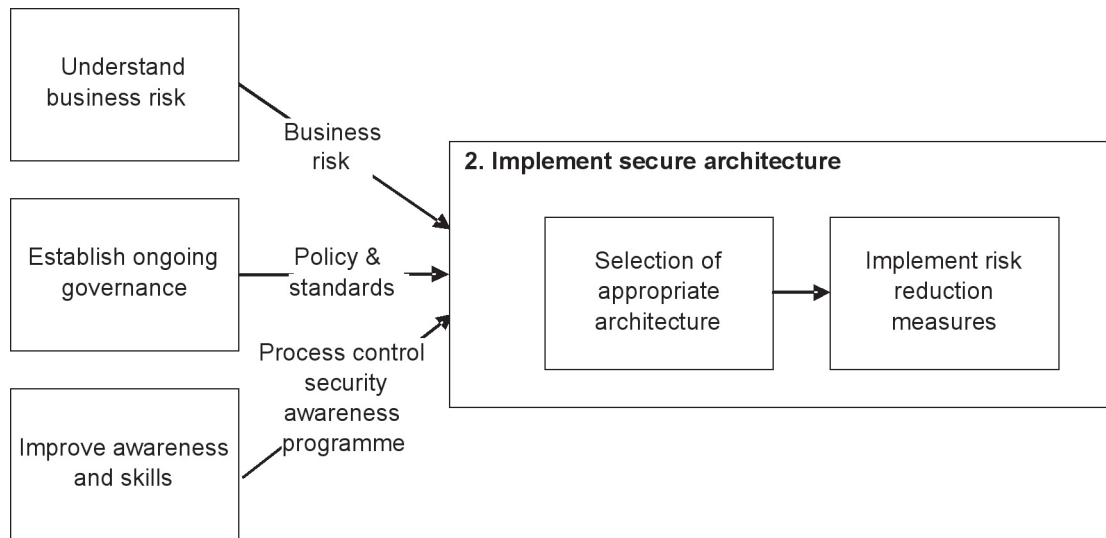 Understand
business risk
Business
risk
Establish ongoing
governance
Policy &
standards
Improve awareness
and skills
Process control
security
awareness
programme
2. Implement secure architecture
Selection of
appropriate
architecture
Implement risk
reduction
measures